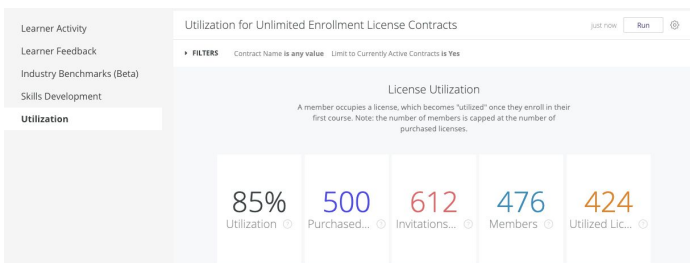 Learner Activity
Learner Feedback
Industry Benchmarks (Beta)
Skills Development
Utilization
Utilization for Unlimited Enrollment License Contracts
just now Run
FILTERS Contract Name is any value Limit to Currently Active Contracts is Yes
License Utilization
A member occupies a license, which becomes "utilized" once they enroll in their
first course. Note: the number of members is capped at the number of
purchased licenses.
85% 500 612 476 424
Utilization Purchased... Invitations... Members Utilized Lic...